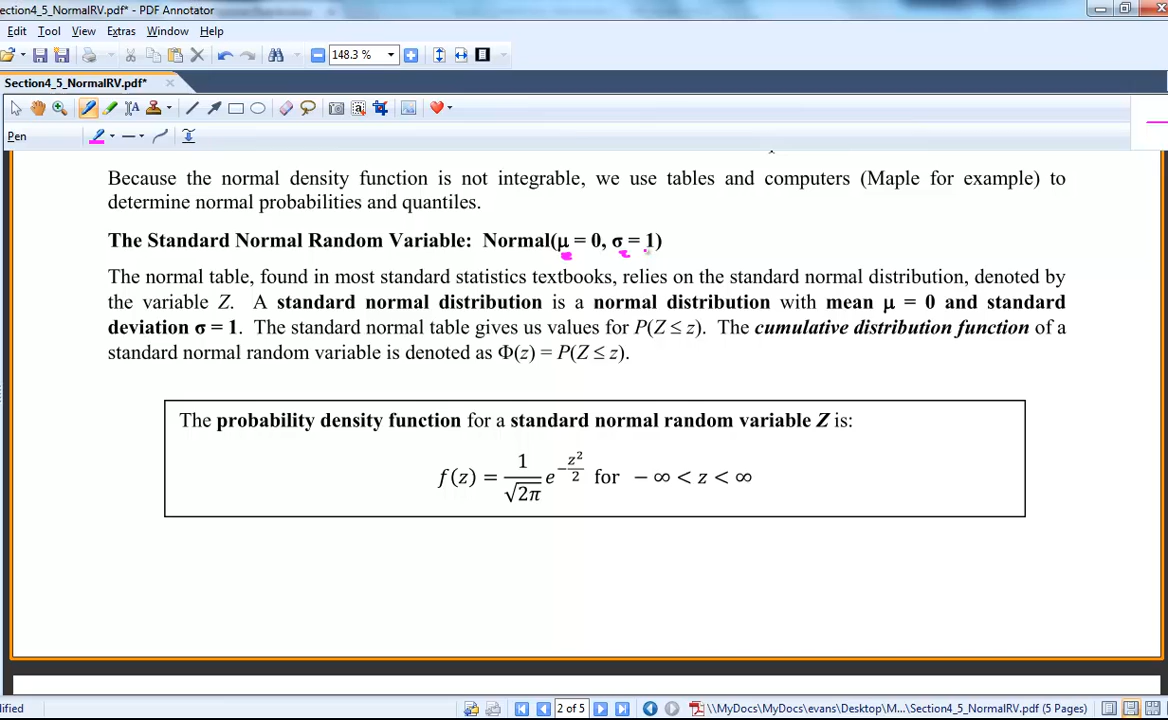 ection4_5_NormalRV.pdf* - PDF Annotator
Edit Tool View Extras Window Help
148.3 %
Section4_5_NormalRV.pdf*
Pen
Because the normal density function is not integrable, we use tables and computers (Maple for example) to
determine normal probabilities and quantiles.
The Standard Normal Random Variable: Normal(μ = 0, σ = 1)
The normal table, found in most standard statistics textbooks, relies on the standard normal distribution, denoted by
the variable Z. A standard normal distribution is a normal distribution with mean μ = 0 and standard
deviation σ = 1. The standard normal table gives us values for P(Z ≤ z). The cumulative distribution function of a
standard normal random variable is denoted as Φ(z) = P(Z ≤ z).
The probability density function for a standard normal random variable Z is:
f(z) = 1/√2π e^(-z²/2) for − ∞ < z < ∞
ified 2 of 5 \\MyDocs\MyDocs\evans\Desktop\M...\Section4_5_NormalRV.pdf (5 Pages)